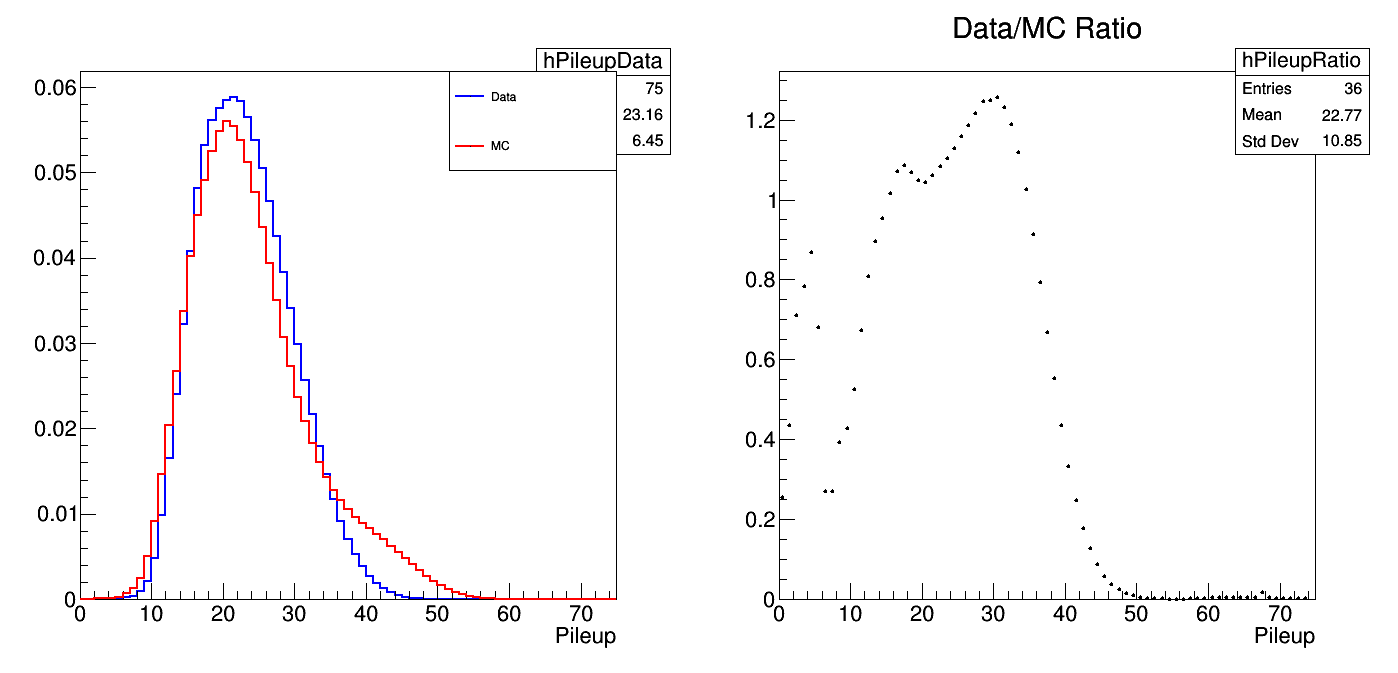 Data/MC Ratio
hPileupData
75
23.16
6.45
Data
MC
0.06
0.05
0.04
0.03
0.02
0.01
0
0 10 20 30 40 50 60 70
Pileup
hPileupRatio
Entries 36
Mean 22.77
Std Dev 10.85
1.2
1
0.8
0.6
0.4
0.2
0
0 10 20 30 40 50 60 70
Pileup